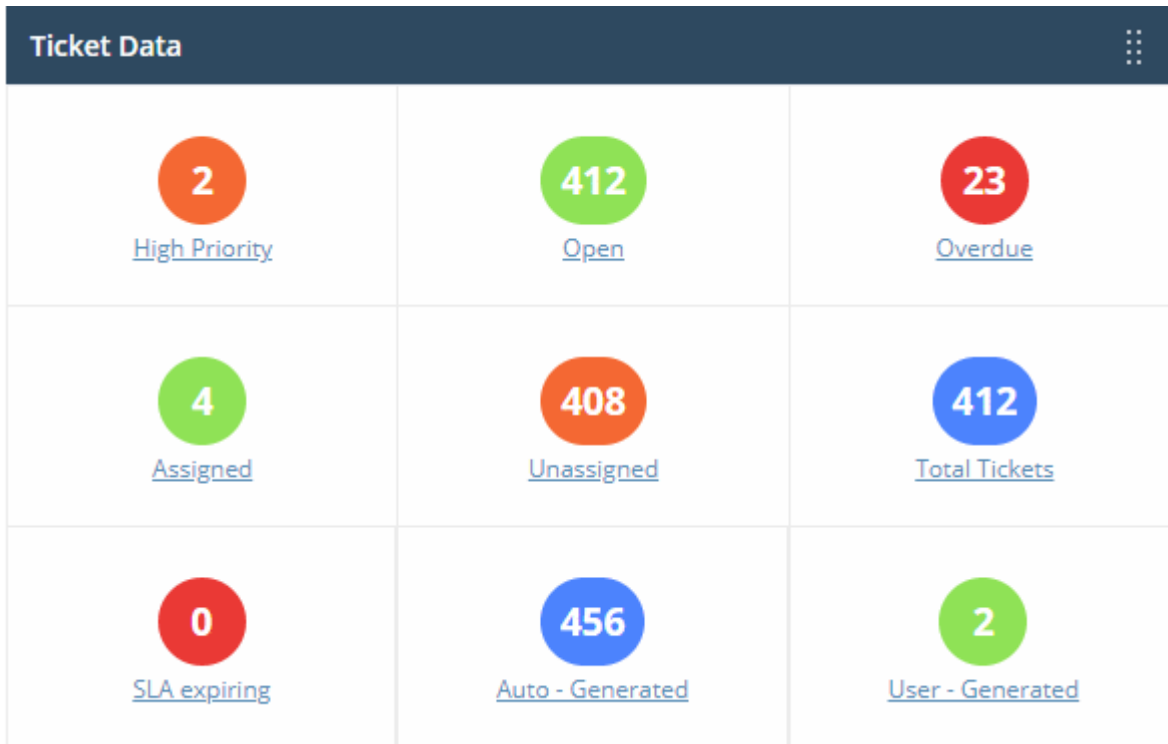 Ticket Data
2
High Priority
412
Open
23
Overdue
4
Assigned
408
Unassigned
412
Total Tickets
0
SLA expiring
456
Auto - Generated
2
User - Generated